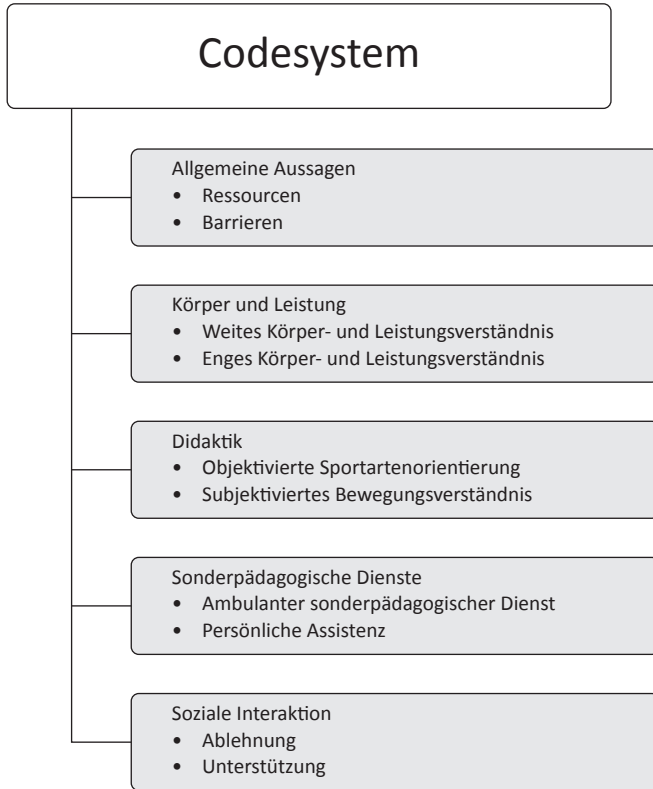 Codesystem
Allgemeine Aussagen
• Ressourcen
• Barrieren
Körper und Leistung
• Weites Körper- und Leistungsverständnis
• Enges Körper- und Leistungsverständnis
Didaktik
• Objektivierte Sportartenorientierung
• Subjektiviertes Bewegungsverständnis
Sonderpädagogische Dienste
• Ambulanter sonderpädagogischer Dienst
• Persönliche Assistenz
Soziale Interaktion
• Ablehnung
• Unterstützung